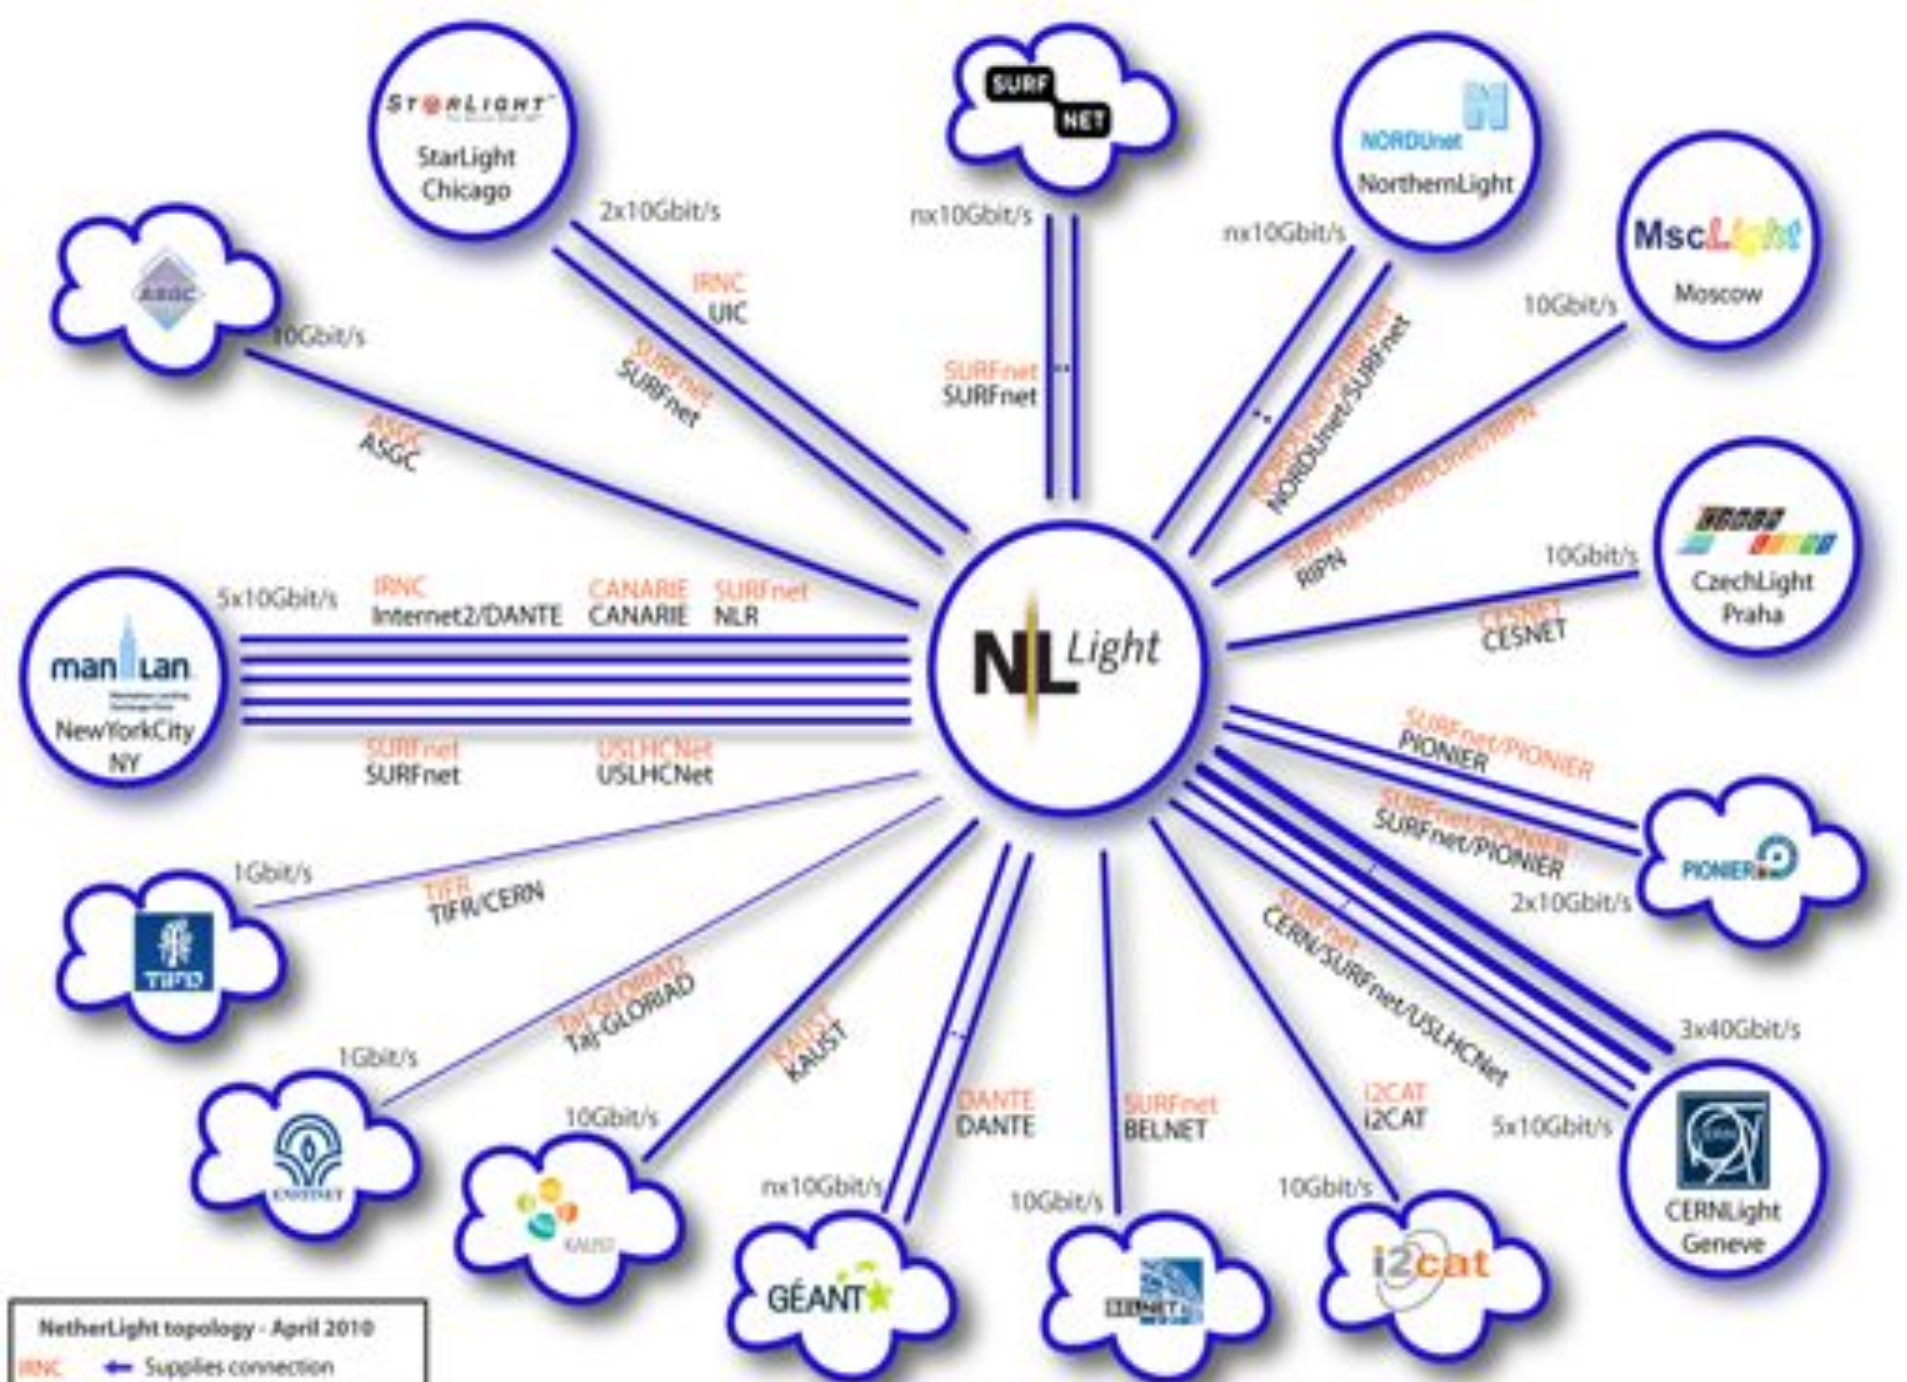 STARLIGHT
StarLight
Chicago
2x10Gbit/s
IRNC
UIC
SURFnet
SURFnet
SURF
NET
nx10Gbit/s
SURFnet
SURFnet
NORDUnet
NorthernLight
nx10Gbit/s
NORDUnet/SURFnet
MscLight
Moscow
10Gbit/s
SURFnet/NORDUnet/RIPN
RIPN
ASGC
10Gbit/s
ASGC
ASGC
CzechLight
Praha
10Gbit/s
CESNET
CESNET
man Lan
NewYorkCity
NY
5x10Gbit/s
IRNC
Internet2/DANTE
CANARIE
CANARIE
SURFnet
NLR
SURFnet
SURFnet
USLHCNet
USLHCNet
NL Light
SURFnet/PIONIER
PIONIER
SURFnet/PIONIER
SURFnet/PIONIER
2x10Gbit/s
PIONIER
1Gbit/s
TIFR
TIFR/CERN
1Gbit/s
Taj-GLORIAD
Taj-GLORIAD
10Gbit/s
KAUST
KAUST
KAUST
nx10Gbit/s
DANTE
DANTE
GÉANT
10Gbit/s
SURFnet
BELNET
10Gbit/s
i2CAT
i2CAT
i2cat
SURFnet
CERN/SURFnet/USLHCNet
3x40Gbit/s
5x10Gbit/s
CERNLight
Geneve
NetherLight topology - April 2010
IRNC Supplies connection